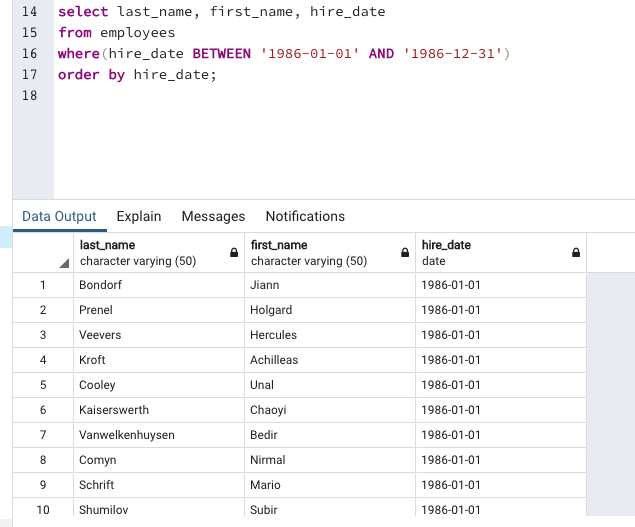 14 select last_name, first_name, hire_date
15 from employees
16 where(hire_date BETWEEN '1986-01-01' AND '1986-12-31')
17 order by hire_date;
18
Data Output Explain Messages Notifications
last_name first_name hire_date
character varying (50) character varying (50) date
1 Bondorf Jiann 1986-01-01
2 Prenel Holgard 1986-01-01
3 Veevers Hercules 1986-01-01
4 Kroft Achilleas 1986-01-01
5 Cooley Unal 1986-01-01
6 Kaiserswerth Chaoyi 1986-01-01
7 Vanwelkenhuysen Bedir 1986-01-01
8 Comyn Nirmal 1986-01-01
9 Schrift Mario 1986-01-01
10 Shumilov Subir 1986-01-01